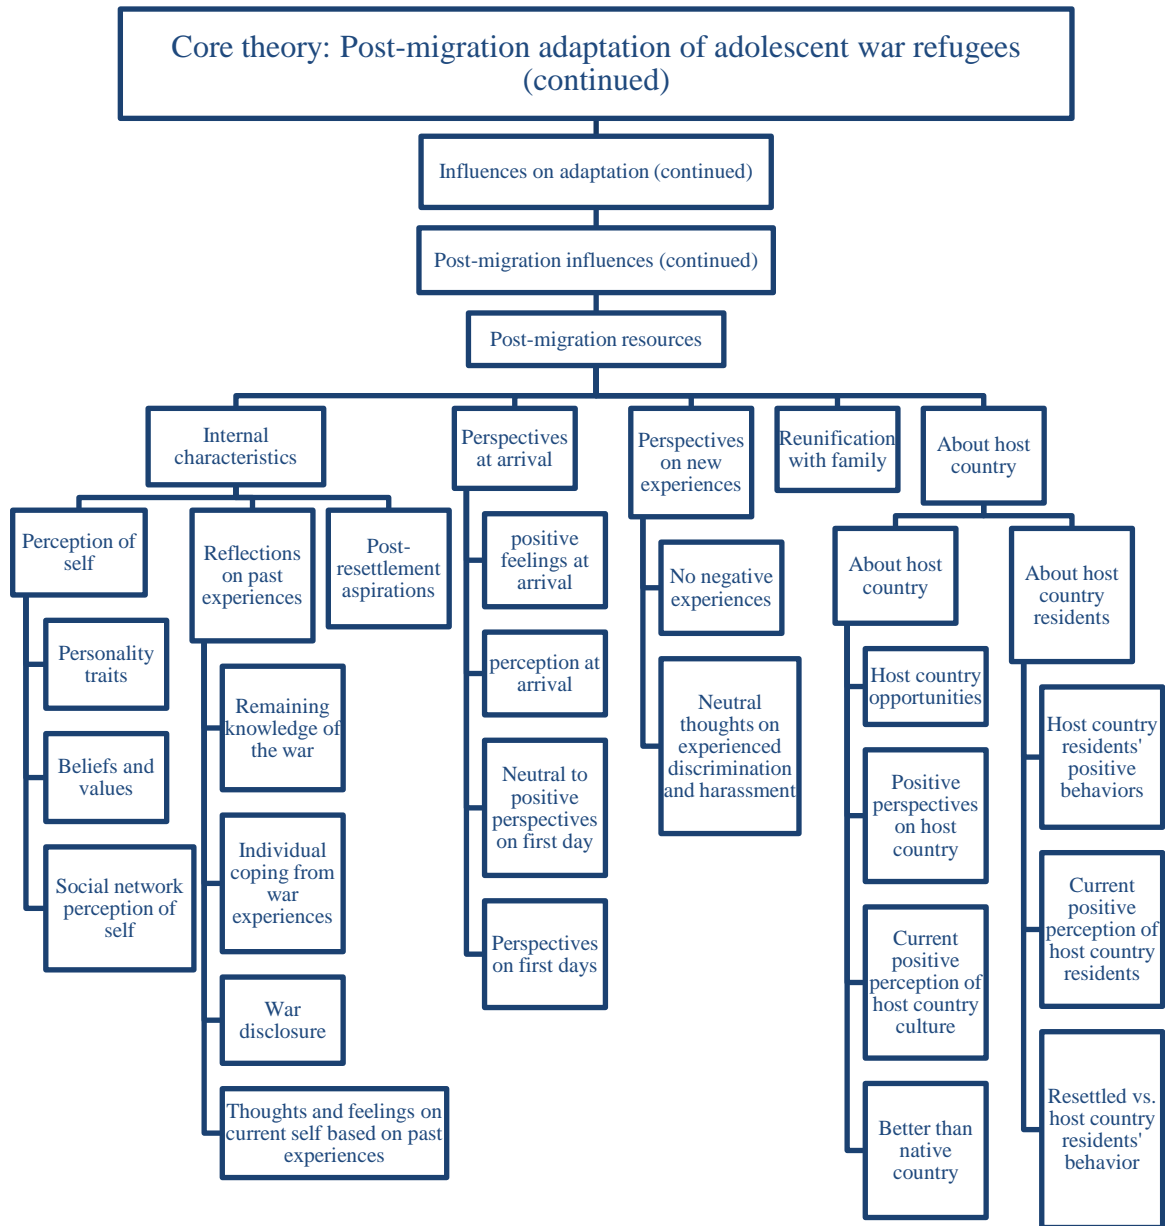 Core theory: Post-migration adaptation of adolescent war refugees
(continued)
Influences on adaptation (continued)
Post-migration influences (continued)
Post-migration resources
Internal
characteristics
Perspectives
at arrival
Perspectives
on new
experiences
Reunification
with family
About host
country
Perception of
self
Reflections
on past
experiences
Post-
resettlement
aspirations
Personality
traits
Beliefs and
values
Social network
perception of
self
Remaining
knowledge of
the war
Individual
coping from
war
experiences
War
disclosure
Thoughts and feelings on
current self based on past
experiences
positive
feelings at
arrival
perception at
arrival
Neutral to
positive
perspectives
on first day
Perspectives
on first days
No negative
experiences
Neutral
thoughts on
experienced
discrimination
and harassment
About host
country
About host
country
residents
Host country
opportunities
Positive
perspectives
on host
country
Current
positive
perception of
host country
culture
Better than
native
country
Host country
residents'
positive
behaviors
Current
positive
perception of
host country
residents
Resettled vs.
host country
residents'
behavior